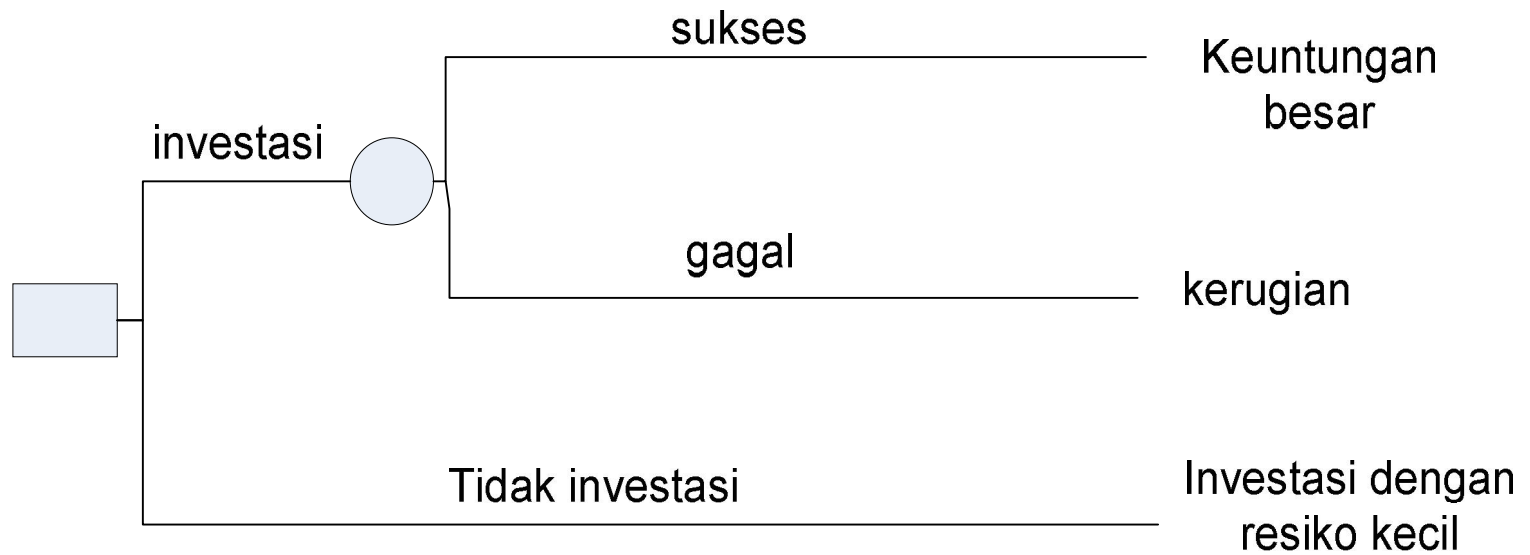 sukses
Keuntungan
besar
investasi
gagal
kerugian
Tidak investasi
Investasi dengan
resiko kecil